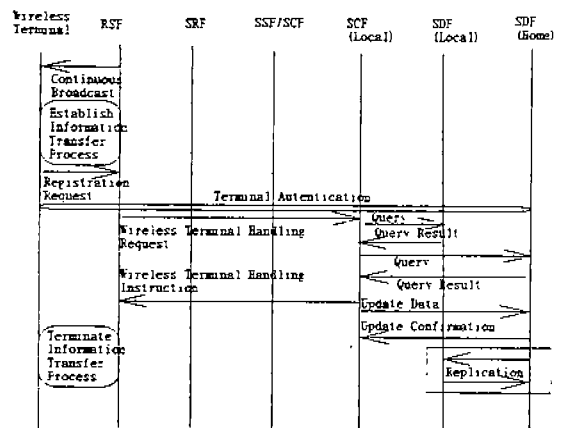 Wireless
Terminal
RSF
SRF
SSF/SCF
SCF
(Local)
SDF
(Local)
SDF
(Home)
Continuous
Broadcast
Establish
Information
Transfer
Process
Registration
Request
Terminal Autentication
Query
Wireless Terminal Handling
Request
Query Result
Query
Wireless Terminal Handling
Instruction
Query Result
Update Data
Update Confirmation
Terminate
Information
Transfer
Process
Replication